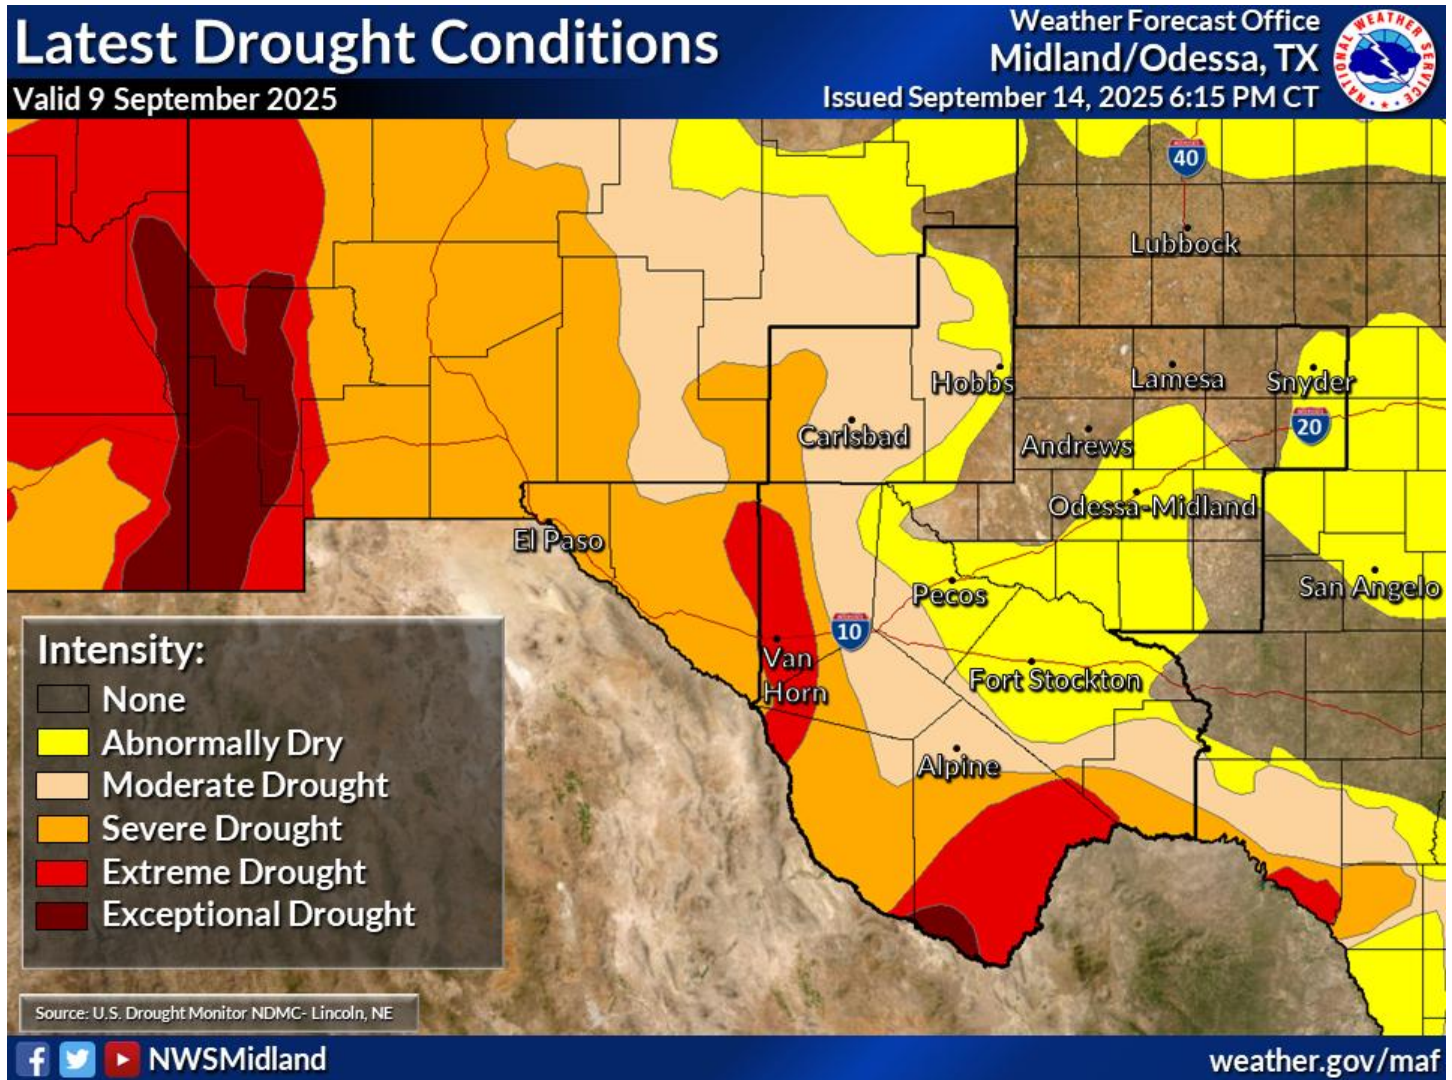 Latest Drought Conditions
Valid 9 September 2025
Weather Forecast Office
Midland/Odessa, TX
Issued September 14, 2025 6:15 PM CT
NATIONAL WEATHER SERVICE
40
Lubbock
Hobbs
Lamesa
Snyder
20
Carlsbad
Andrews
Odessa-Midland
El Paso
Pecos
San Angelo
10
Van
Horn
Fort Stockton
Alpine
Intensity:
None
Abnormally Dry
Moderate Drought
Severe Drought
Extreme Drought
Exceptional Drought
Source: U.S. Drought Monitor NDMC- Lincoln, NE
NWSMidland
weather.gov/maf